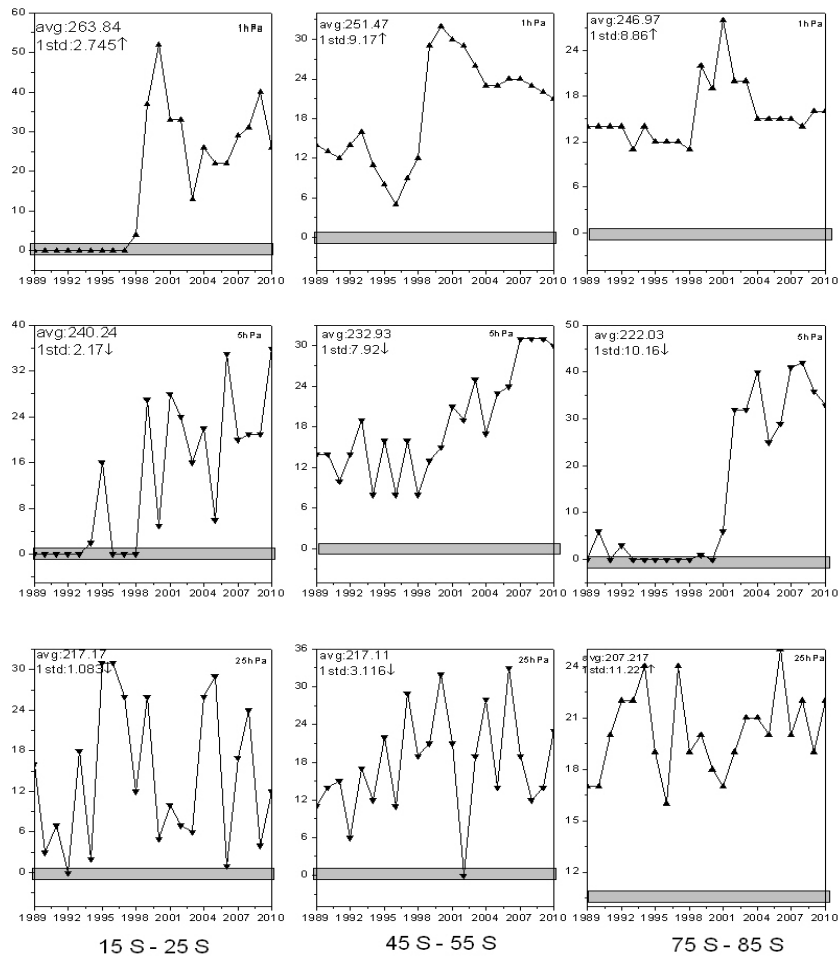 avg:263.84
1std:2.745↑
1hPa
60
50
40
30
20
10
0
1989 1992 1995 1998 2001 2004 2007 2010
avg:251.47
1std:9.17↑
1hPa
30
24
18
12
6
0
1989 1992 1995 1998 2001 2004 2007 2010
avg:246.97
1std:8.86↑
1hPa
24
18
12
6
0
1989 1992 1995 1998 2001 2004 2007 2010
avg:240.24
1std:2.17↓
5hPa
40
32
24
16
8
0
1989 1992 1995 1998 2001 2004 2007 2010
avg:232.93
1std:7.92↓
5hPa
30
24
18
12
6
0
1989 1992 1995 1998 2001 2004 2007 2010
avg:222.03
1std:10.16↓
5hPa
50
40
30
20
10
0
1989 1992 1995 1998 2001 2004 2007 2010
avg:217.17
1std:1.083↓
25hPa
30
24
18
12
6
0
1989 1992 1995 1998 2001 2004 2007 2010
avg:217.11
1std:3.116↓
25hPa
36
30
24
18
12
6
0
1989 1992 1995 1998 2001 2004 2007 2010
avg:207.217
1std:11.227↑
25hPa
24
21
18
15
12
1989 1992 1995 1998 2001 2004 2007 2010
15 S - 25 S
45 S - 55 S
75 S - 85 S